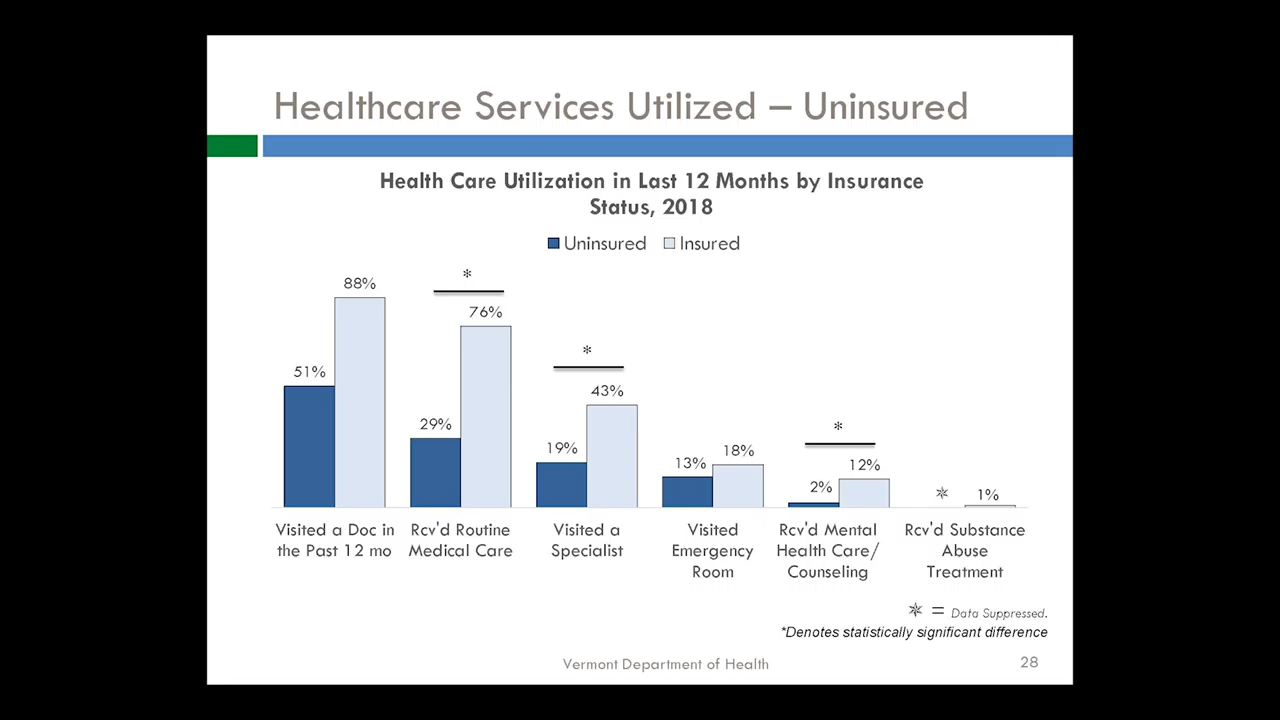 Healthcare Services Utilized – Uninsured
Health Care Utilization in Last 12 Months by Insurance
Status, 2018
Uninsured Insured
88%
*
76%
51%
*
43%
29%
19%
*
13%
18%
2%
12%
✵
1%
Visited a Doc in
the Past 12 mo
Rcv'd Routine
Medical Care
Visited a
Specialist
Visited
Emergency
Room
Rcv'd Mental
Health Care/
Counseling
Rcv'd Substance
Abuse
Treatment
✵ = Data Suppressed.
*Denotes statistically significant difference
Vermont Department of Health
28